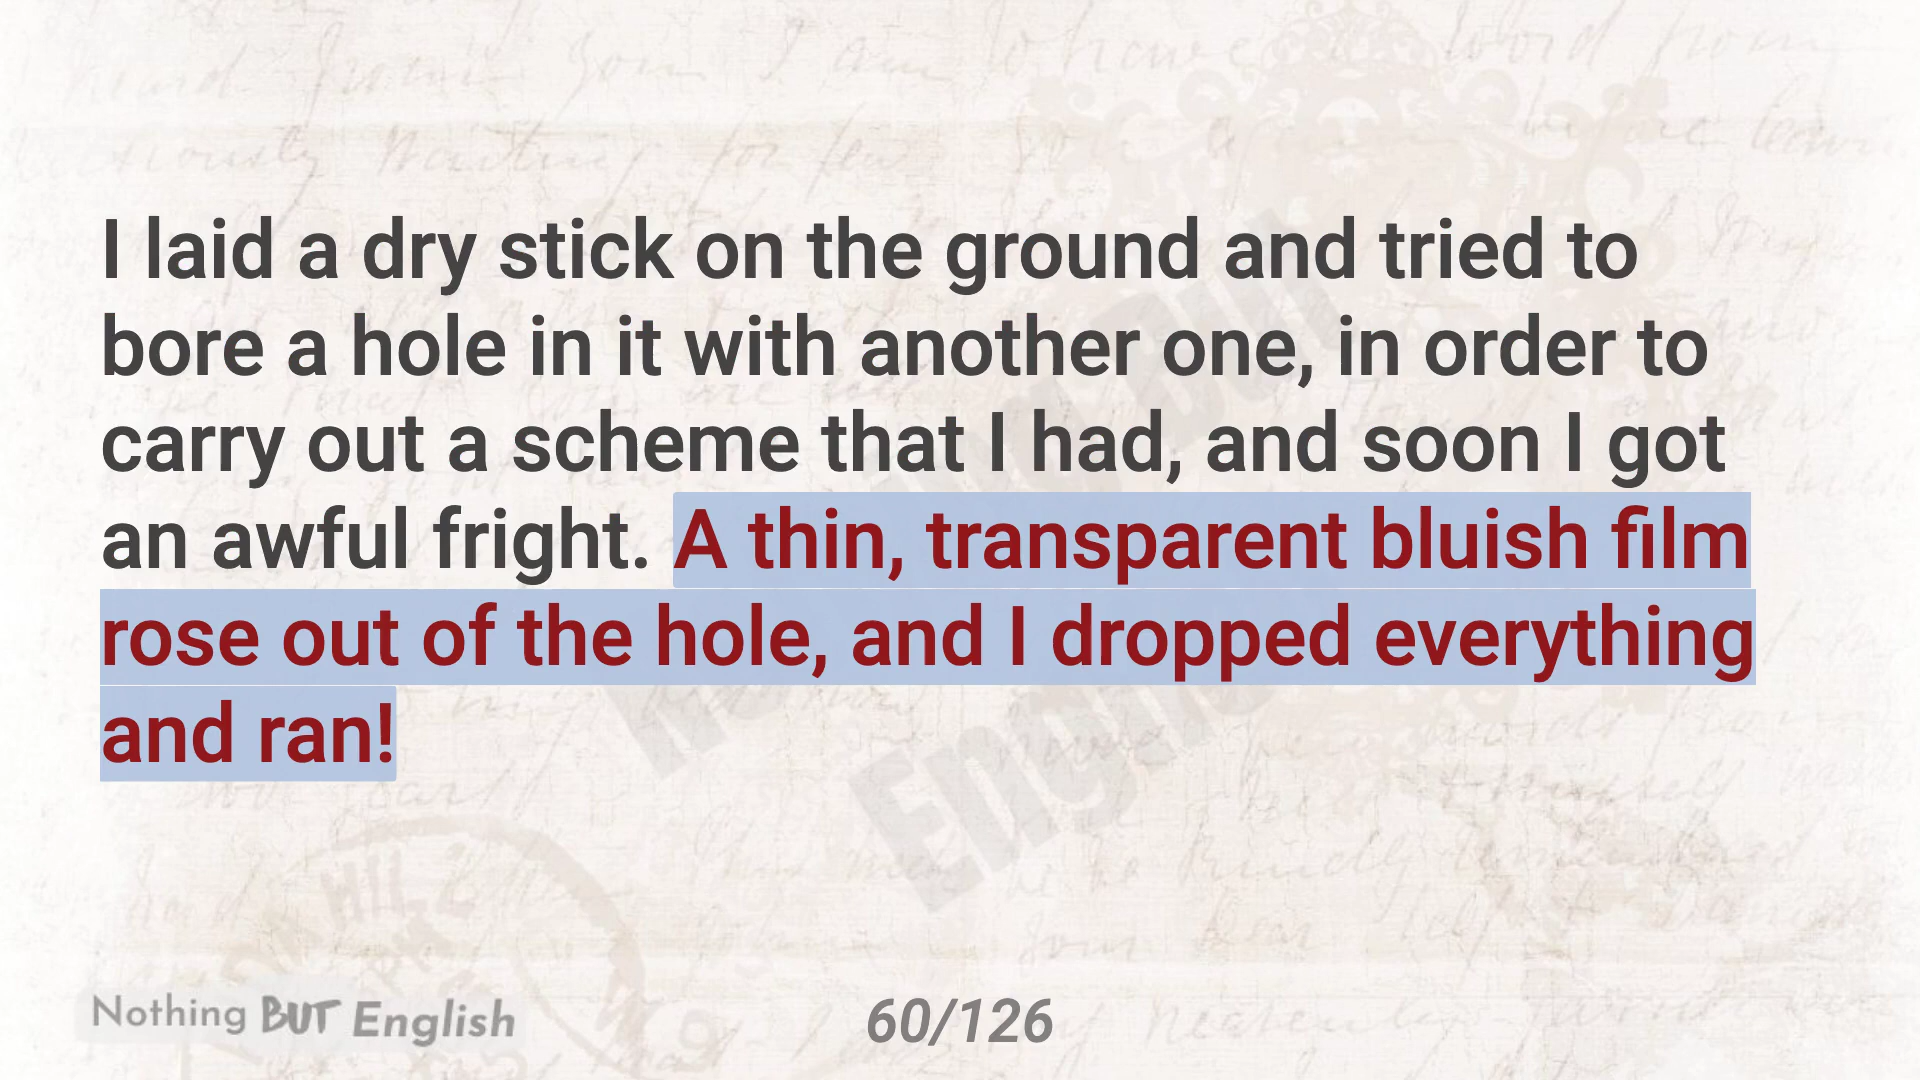 I laid a dry stick on the ground and tried to
bore a hole in it with another one, in order to
carry out a scheme that I had, and soon I got
an awful fright. A thin, transparent bluish film
rose out of the hole, and I dropped everything
and ran!
Nothing BUT English
60/126